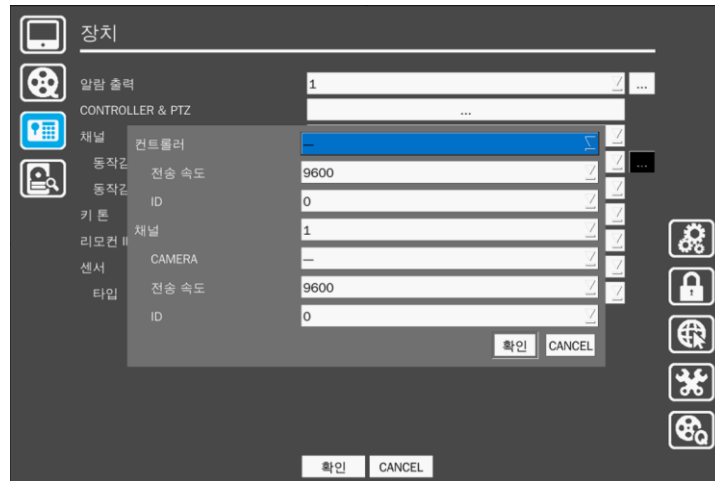 장치
알람 출력 1 ...
CONTROLLER & PTZ ...
채널
동작감 ...
동작감
키 톤
리모컨 I
센서
타입
컨트롤러 —
전송 속도 9600
ID 0
채널 1
CAMERA —
전송 속도 9600
ID 0
확인 CANCEL
확인 CANCEL